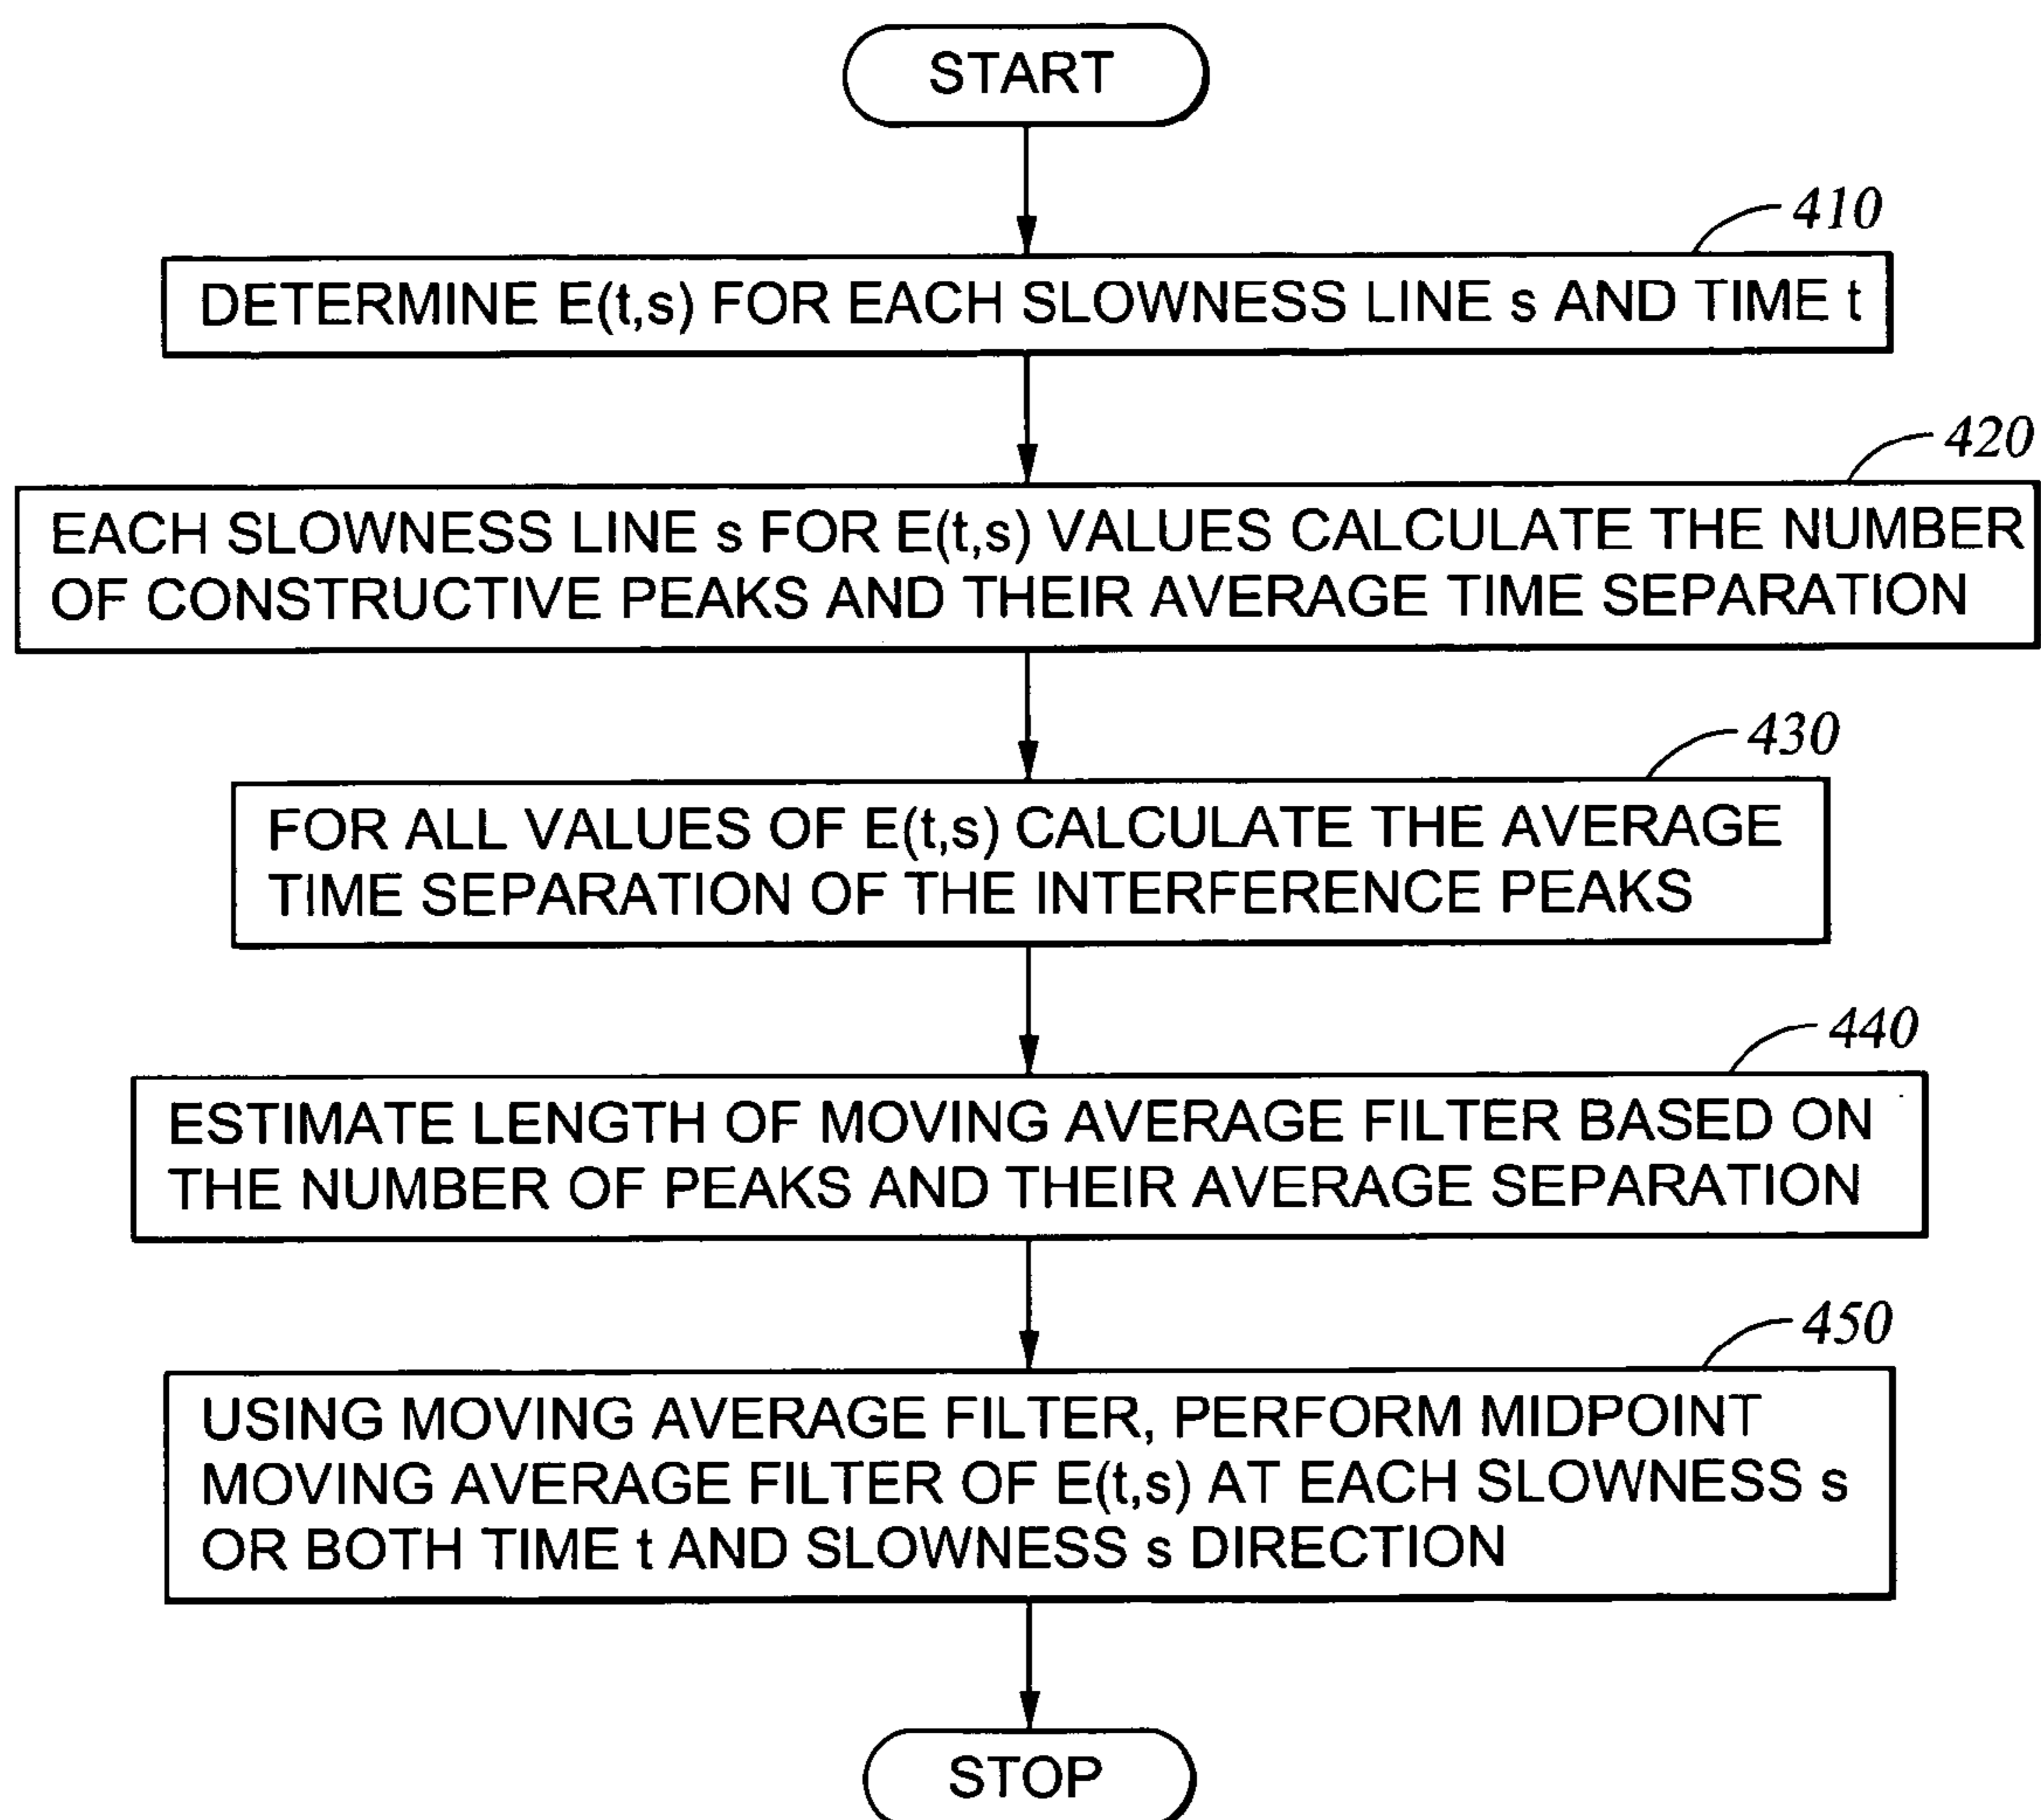 START
410
DETERMINE E(t,s) FOR EACH SLOWNESS LINE s AND TIME t
420
EACH SLOWNESS LINE s FOR E(t,s) VALUES CALCULATE THE NUMBER
OF CONSTRUCTIVE PEAKS AND THEIR AVERAGE TIME SEPARATION
430
FOR ALL VALUES OF E(t,s) CALCULATE THE AVERAGE
TIME SEPARATION OF THE INTERFERENCE PEAKS
440
ESTIMATE LENGTH OF MOVING AVERAGE FILTER BASED ON
THE NUMBER OF PEAKS AND THEIR AVERAGE SEPARATION
450
USING MOVING AVERAGE FILTER, PERFORM MIDPOINT
MOVING AVERAGE FILTER OF E(t,s) AT EACH SLOWNESS s
OR BOTH TIME t AND SLOWNESS s DIRECTION
STOP